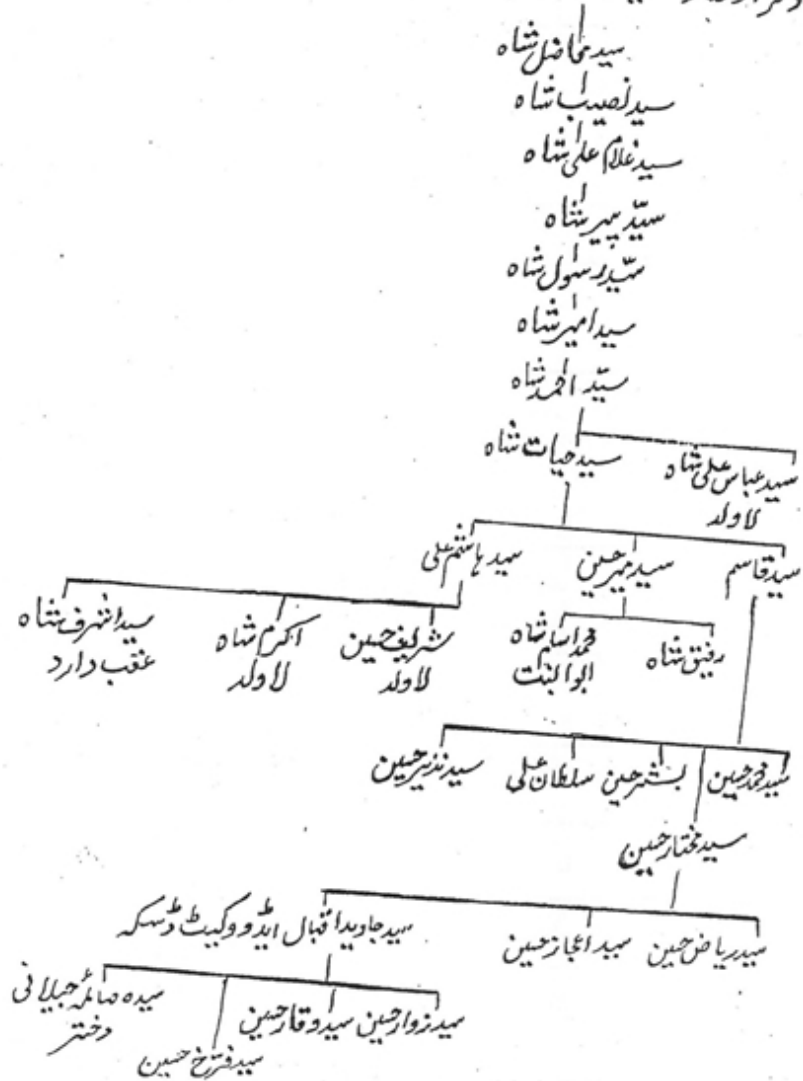 سید فاضل شاہ
سید نصیب شاہ
سید غلام علی شاہ
سیّد پیر شاہ
سیّد رسول شاہ
سید امیر شاہ
سیّد احمد شاہ
سید عباس علی شاہ سید حیات شاہ
لاولد
سید قاسم سید میر حسین سید ہاشم علی
رفیق شاہ محمد اسلم شاہ شریف حسین اکرم شاہ سید اشرف شاہ
ابوالبنت لاولد لاولد عقب دارد
سید محمد حسین بشیر حسین سلطان علی سید نذیر حسین
سید مختار حسین
سید ریاض حسین سید اعجاز حسین سید جاوید اقبال ایڈووکیٹ ڈسکہ
سید زوار حسین سید وقار حسین سید فرخ حسین سیدہ صائمہ جیلانی
دختر